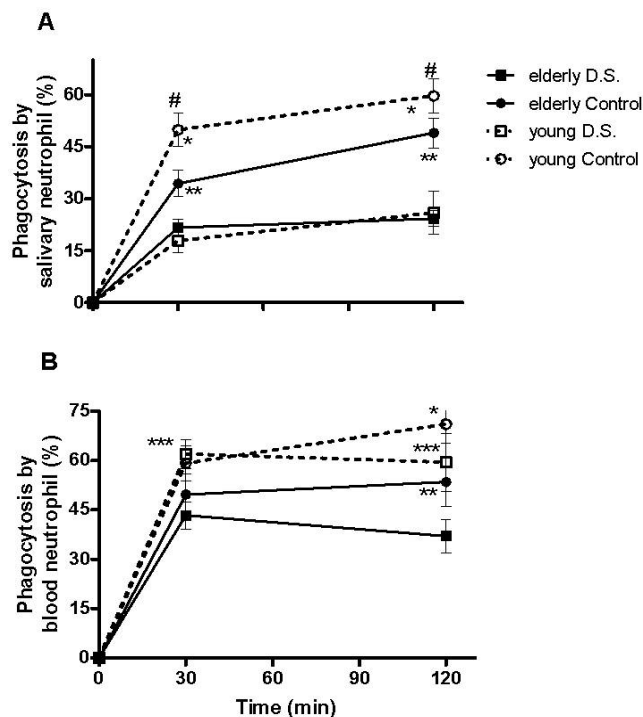 A
Phagocytosis by
salivary neutrophil (%)
60
45
30
15
0
#
*
**
#
*
**
elderly D.S.
elderly Control
young D.S.
young Control
B
Phagocytosis by
blood neutrophil (%)
75
60
45
30
15
0
***
*
***
**
0 30 60 90 120
Time (min)